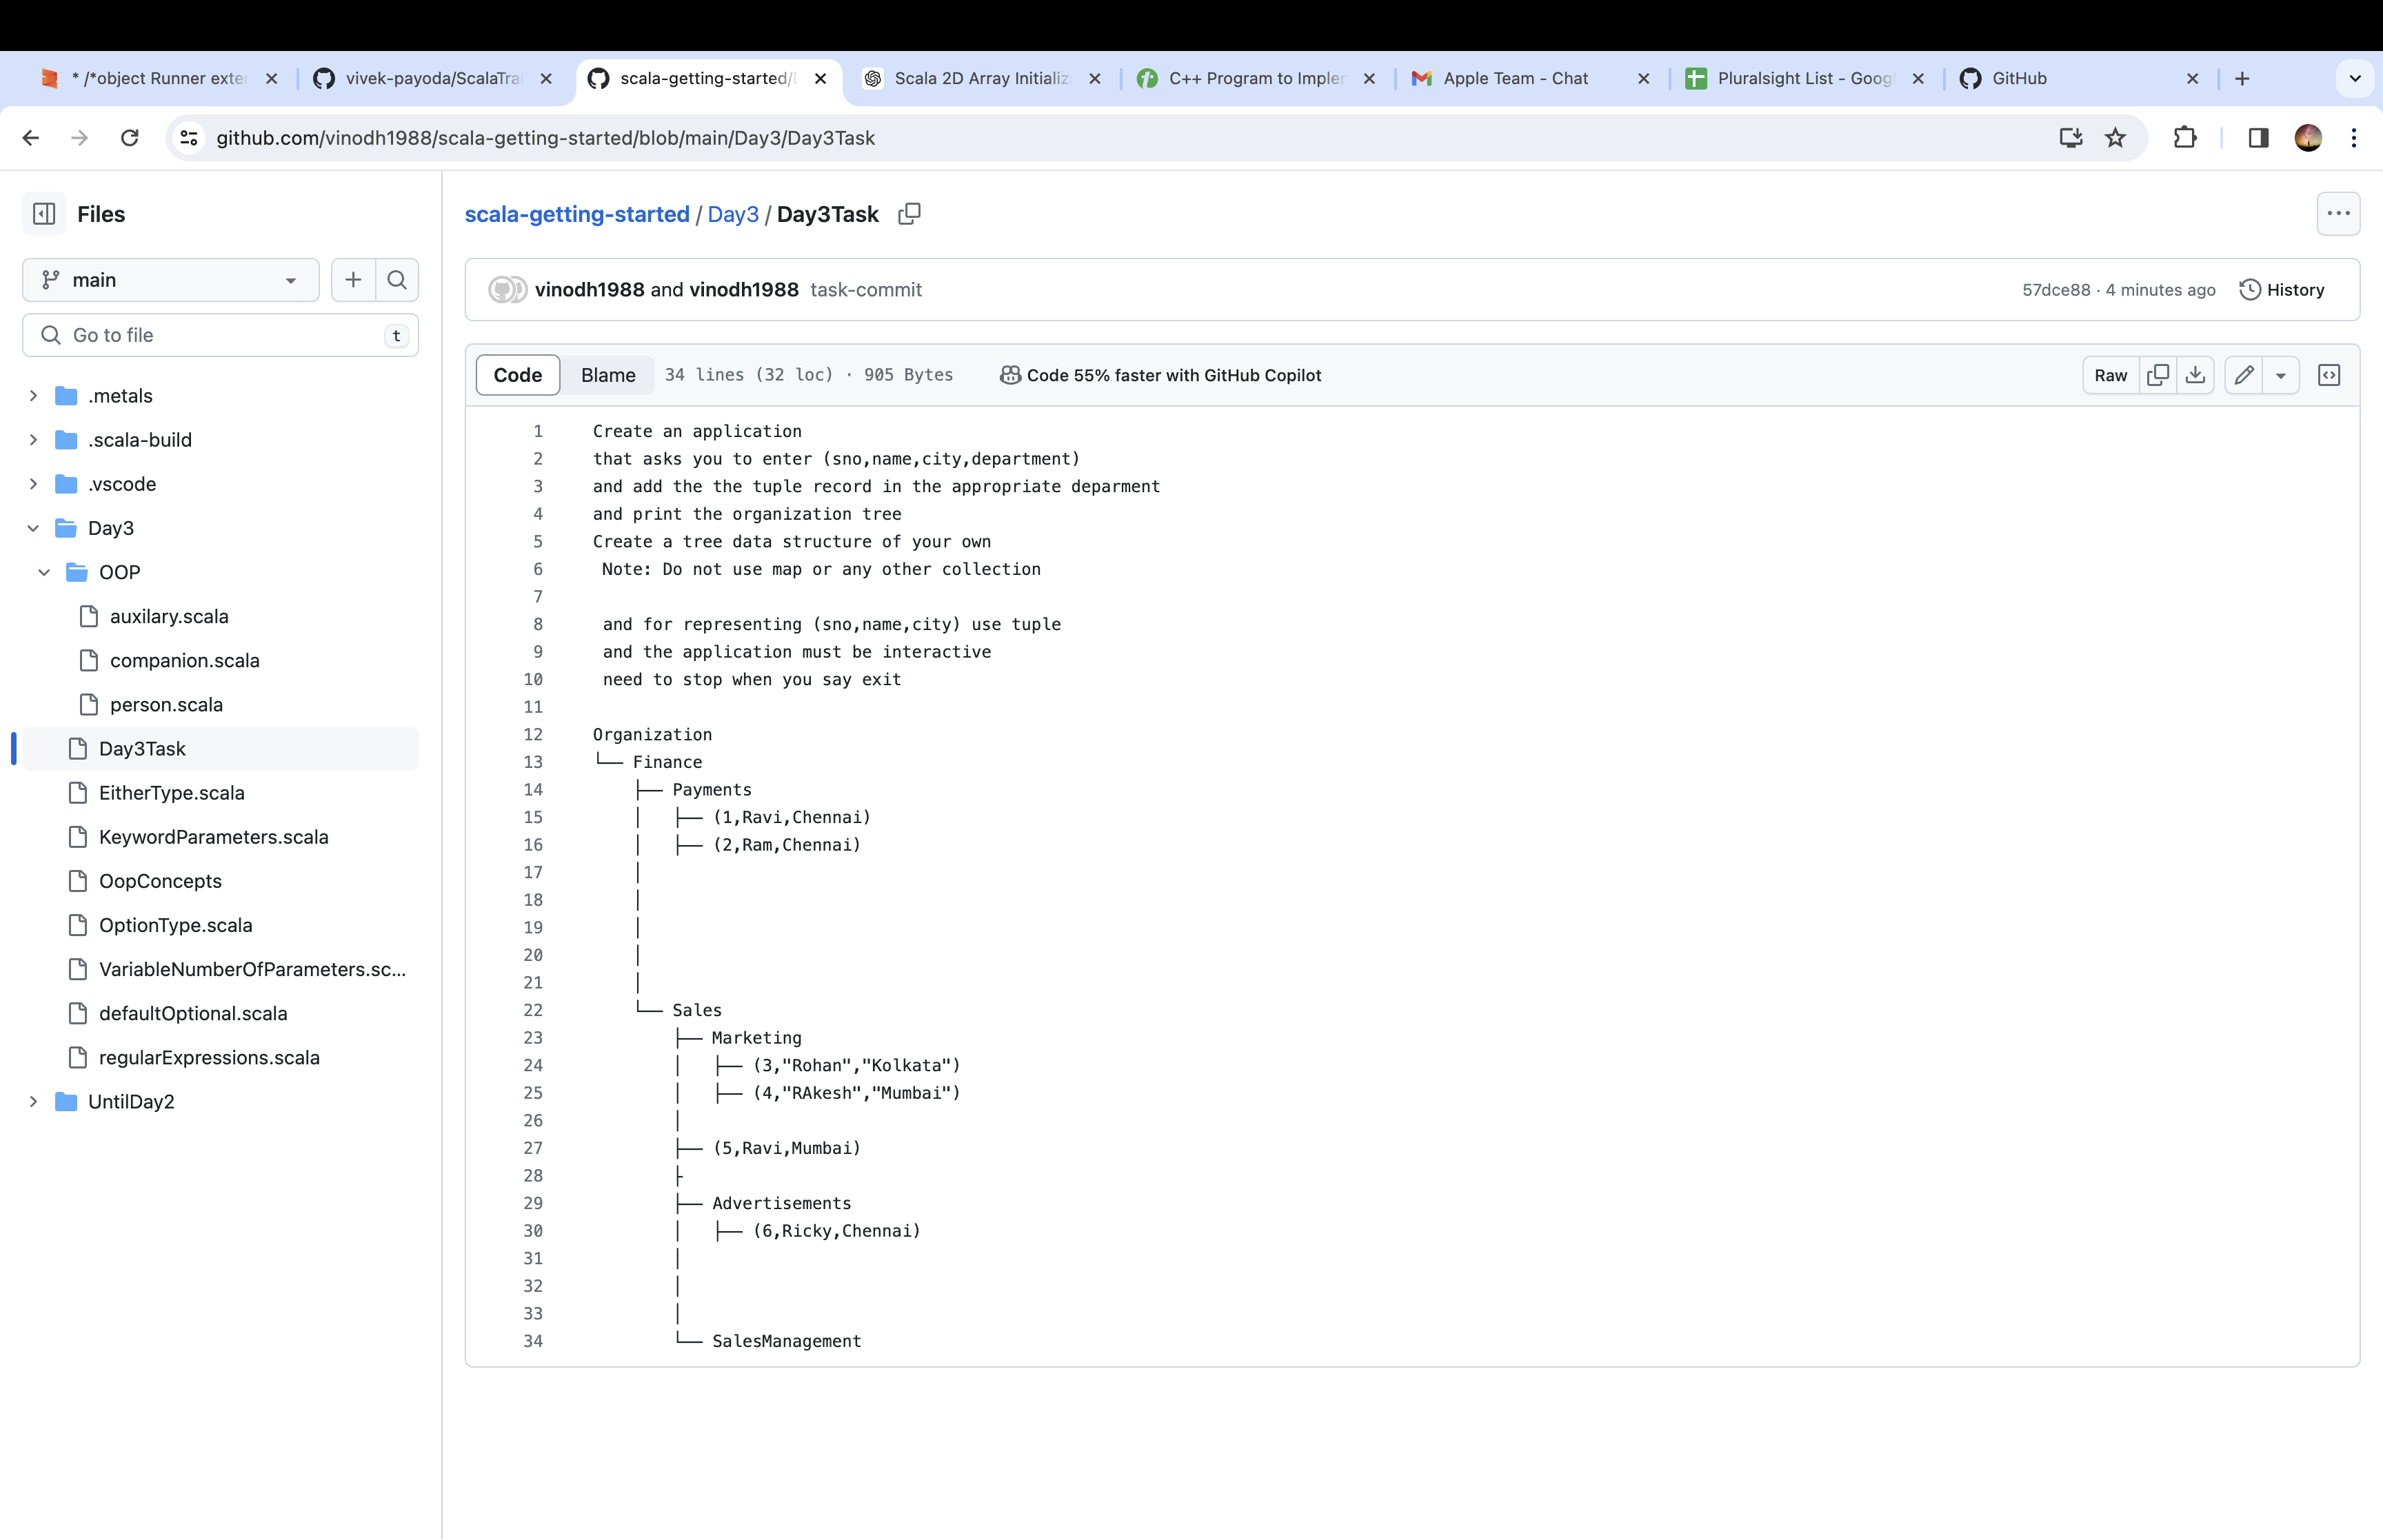 * /*object Runner exte
vivek-payoda/ScalaTrai
scala-getting-started/
Scala 2D Array Initializ
C++ Program to Impler
Apple Team - Chat
Pluralsight List - Goog
GitHub
github.com/vinodh1988/scala-getting-started/blob/main/Day3/Day3Task
Files
main
Go to file
t
.metals
.scala-build
.vscode
Day3
OOP
auxilary.scala
companion.scala
person.scala
Day3Task
EitherType.scala
KeywordParameters.scala
OopConcepts
OptionType.scala
VariableNumberOfParameters.sc...
defaultOptional.scala
regularExpressions.scala
UntilDay2
scala-getting-started / Day3 / Day3Task
vinodh1988 and vinodh1988 task-commit
57dce88 · 4 minutes ago
History
Code
Blame
34 lines (32 loc) · 905 Bytes
Code 55% faster with GitHub Copilot
Raw
1 Create an application
2 that asks you to enter (sno,name,city,department)
3 and add the the tuple record in the appropriate deparment
4 and print the organization tree
5 Create a tree data structure of your own
6 Note: Do not use map or any other collection
7
8 and for representing (sno,name,city) use tuple
9 and the application must be interactive
10 need to stop when you say exit
11
12 Organization
13 └── Finance
14     ├── Payments
15     │   ├── (1,Ravi,Chennai)
16     │   ├── (2,Ram,Chennai)
17     │
18     │
19     │
20     │
21     │
22     └── Sales
23         ├── Marketing
24         │   ├── (3,"Rohan","Kolkata")
25         │   ├── (4,"RAkesh","Mumbai")
26         │
27         ├── (5,Ravi,Mumbai)
28         ├
29         ├── Advertisements
30         │   ├── (6,Ricky,Chennai)
31         │
32         │
33         │
34         └── SalesManagement